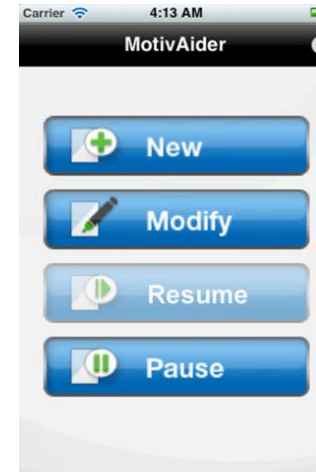 Carrier 4:13 AM
MotivAider
New
Modify
Resume
Pause